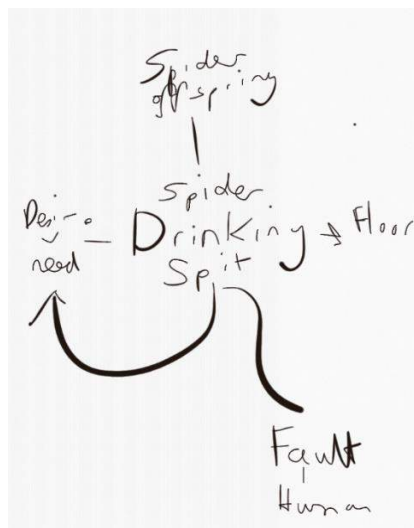 Spider
offspring
Spider
Desire
need
Drinking
Floor
Spit
Fault
Human